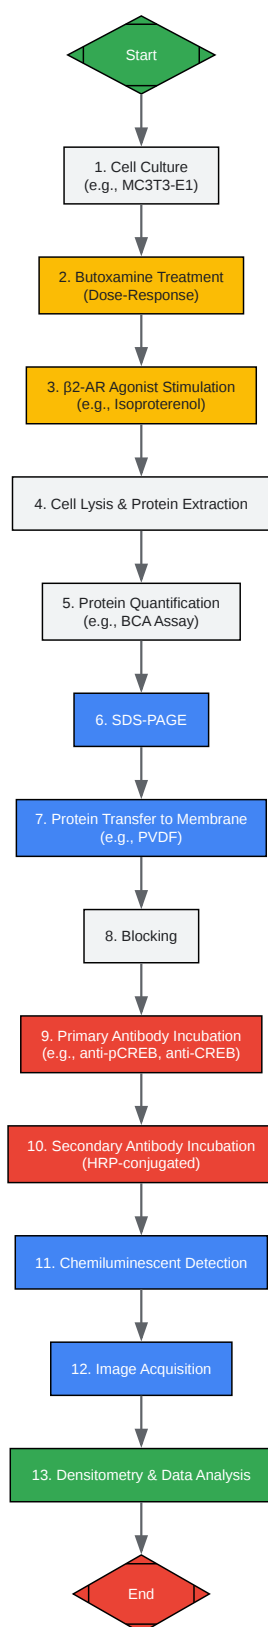 Start
1. Cell Culture
(e.g., MC3T3-E1)
2. Butoxamine Treatment
(Dose-Response)
3. β2-AR Agonist Stimulation
(e.g., Isoproterenol)
4. Cell Lysis & Protein Extraction
5. Protein Quantification
(e.g., BCA Assay)
6. SDS-PAGE
7. Protein Transfer to Membrane
(e.g., PVDF)
8. Blocking
9. Primary Antibody Incubation
(e.g., anti-pCREB, anti-CREB)
10. Secondary Antibody Incubation
(HRP-conjugated)
11. Chemiluminescent Detection
12. Image Acquisition
13. Densitometry & Data Analysis
End